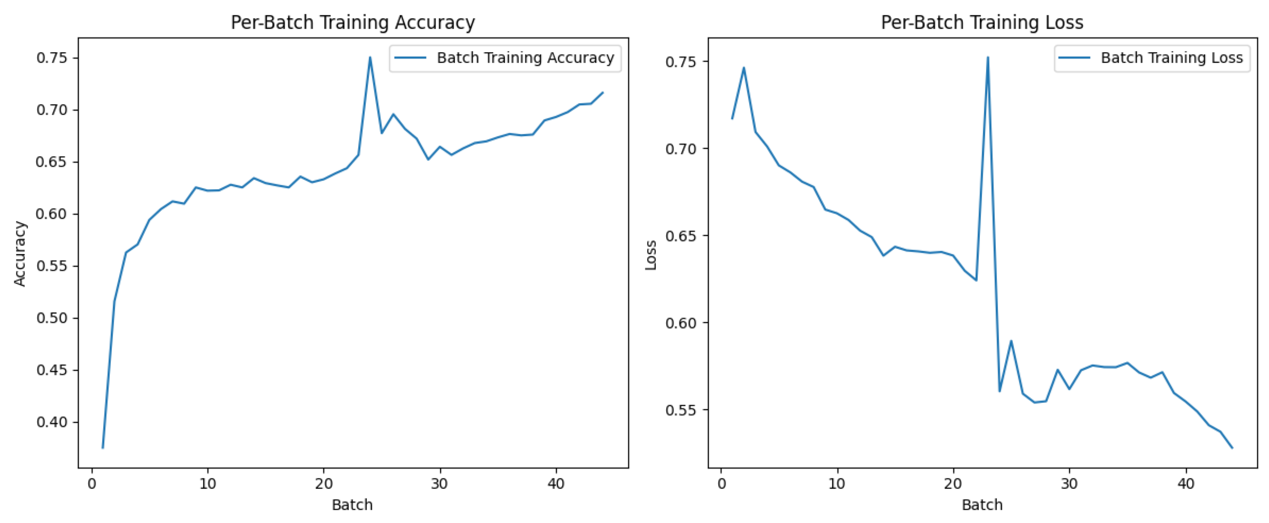 Per-Batch Training Accuracy
Batch Training Accuracy
Accuracy
0.75
0.70
0.65
0.60
0.55
0.50
0.45
0.40
0
10
20
30
40
Batch
Per-Batch Training Loss
Batch Training Loss
Loss
0.75
0.70
0.65
0.60
0.55
0
10
20
30
40
Batch